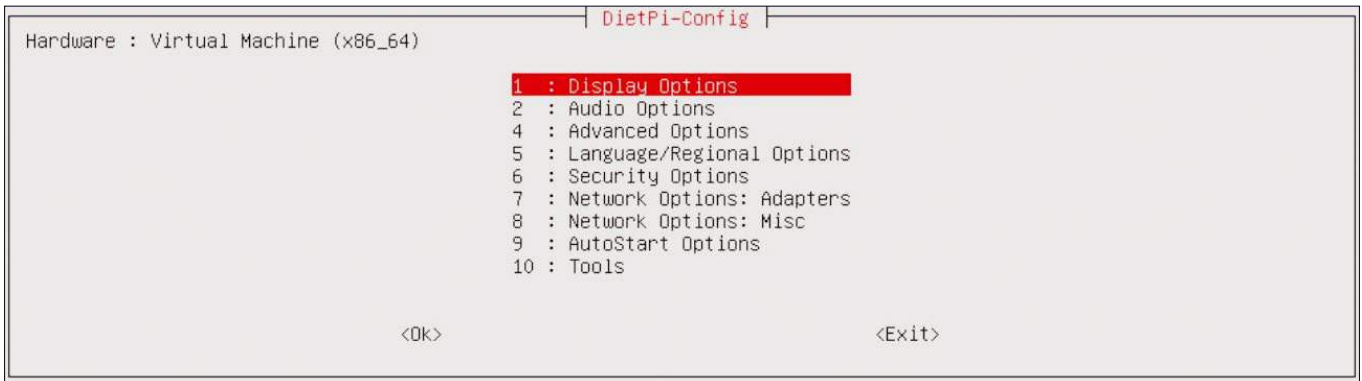 DietPi-Config
Hardware : Virtual Machine (x86_64)
1 : Display Options
2 : Audio Options
4 : Advanced Options
5 : Language/Regional Options
6 : Security Options
7 : Network Options: Adapters
8 : Network Options: Misc
9 : AutoStart Options
10 : Tools
<Ok> <Exit>